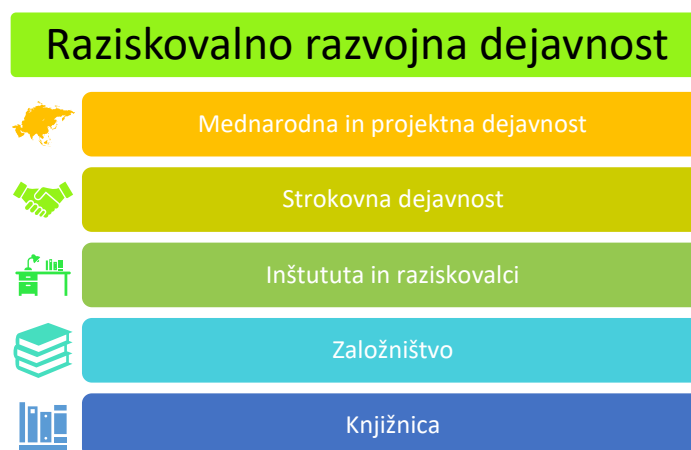 Raziskovalno razvojna dejavnost
Mednarodna in projektna dejavnost
Strokovna dejavnost
Inštututa in raziskovalci
Založništvo
Knjižnica